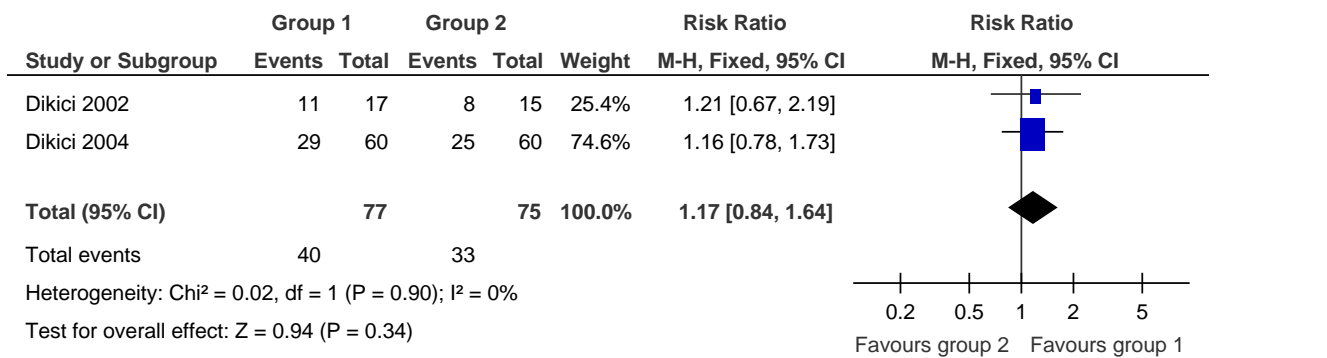 Group 1 Group 2 Risk Ratio Risk Ratio
Study or Subgroup Events Total Events Total Weight M-H, Fixed, 95% CI M-H, Fixed, 95% CI
Dikici 2002 11 17 8 15 25.4% 1.21 [0.67, 2.19]
Dikici 2004 29 60 25 60 74.6% 1.16 [0.78, 1.73]
Total (95% CI) 77 75 100.0% 1.17 [0.84, 1.64]
Total events 40 33
Heterogeneity: Chi² = 0.02, df = 1 (P = 0.90); I² = 0%
Test for overall effect: Z = 0.94 (P = 0.34)
0.2 0.5 1 2 5
Favours group 2 Favours group 1